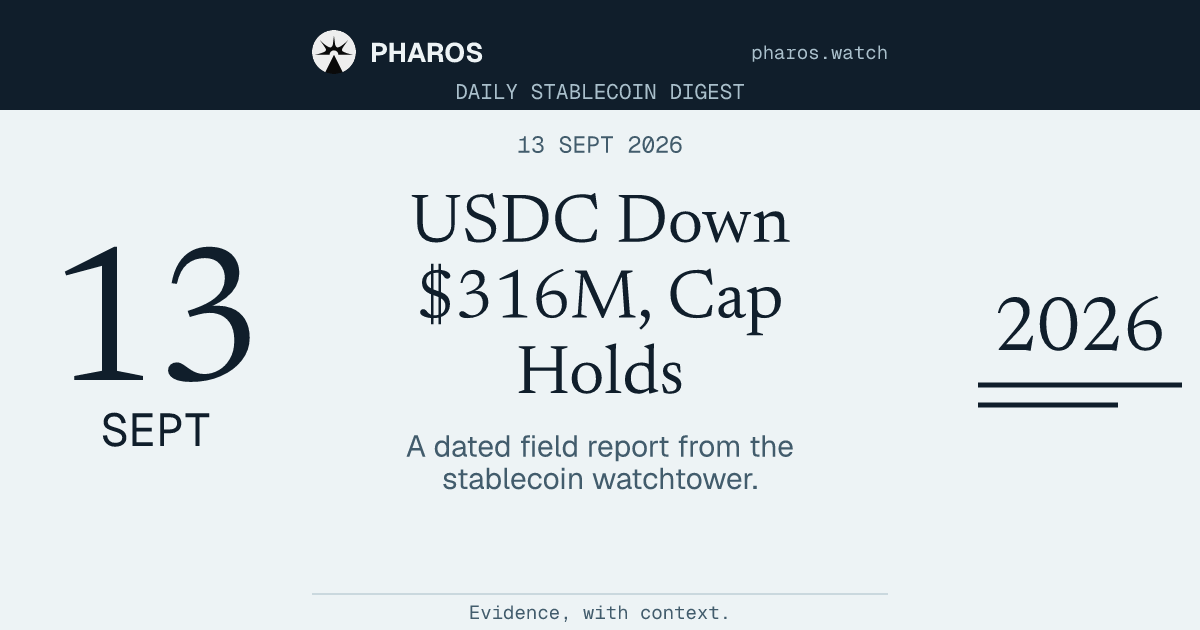 PHAROS
pharos.watch
DAILY STABLECOIN DIGEST
13 SEPT 2026
USDC Down
$316M, Cap
Holds
13
SEPT
2026
A dated field report from the
stablecoin watchtower.
Evidence, with context.